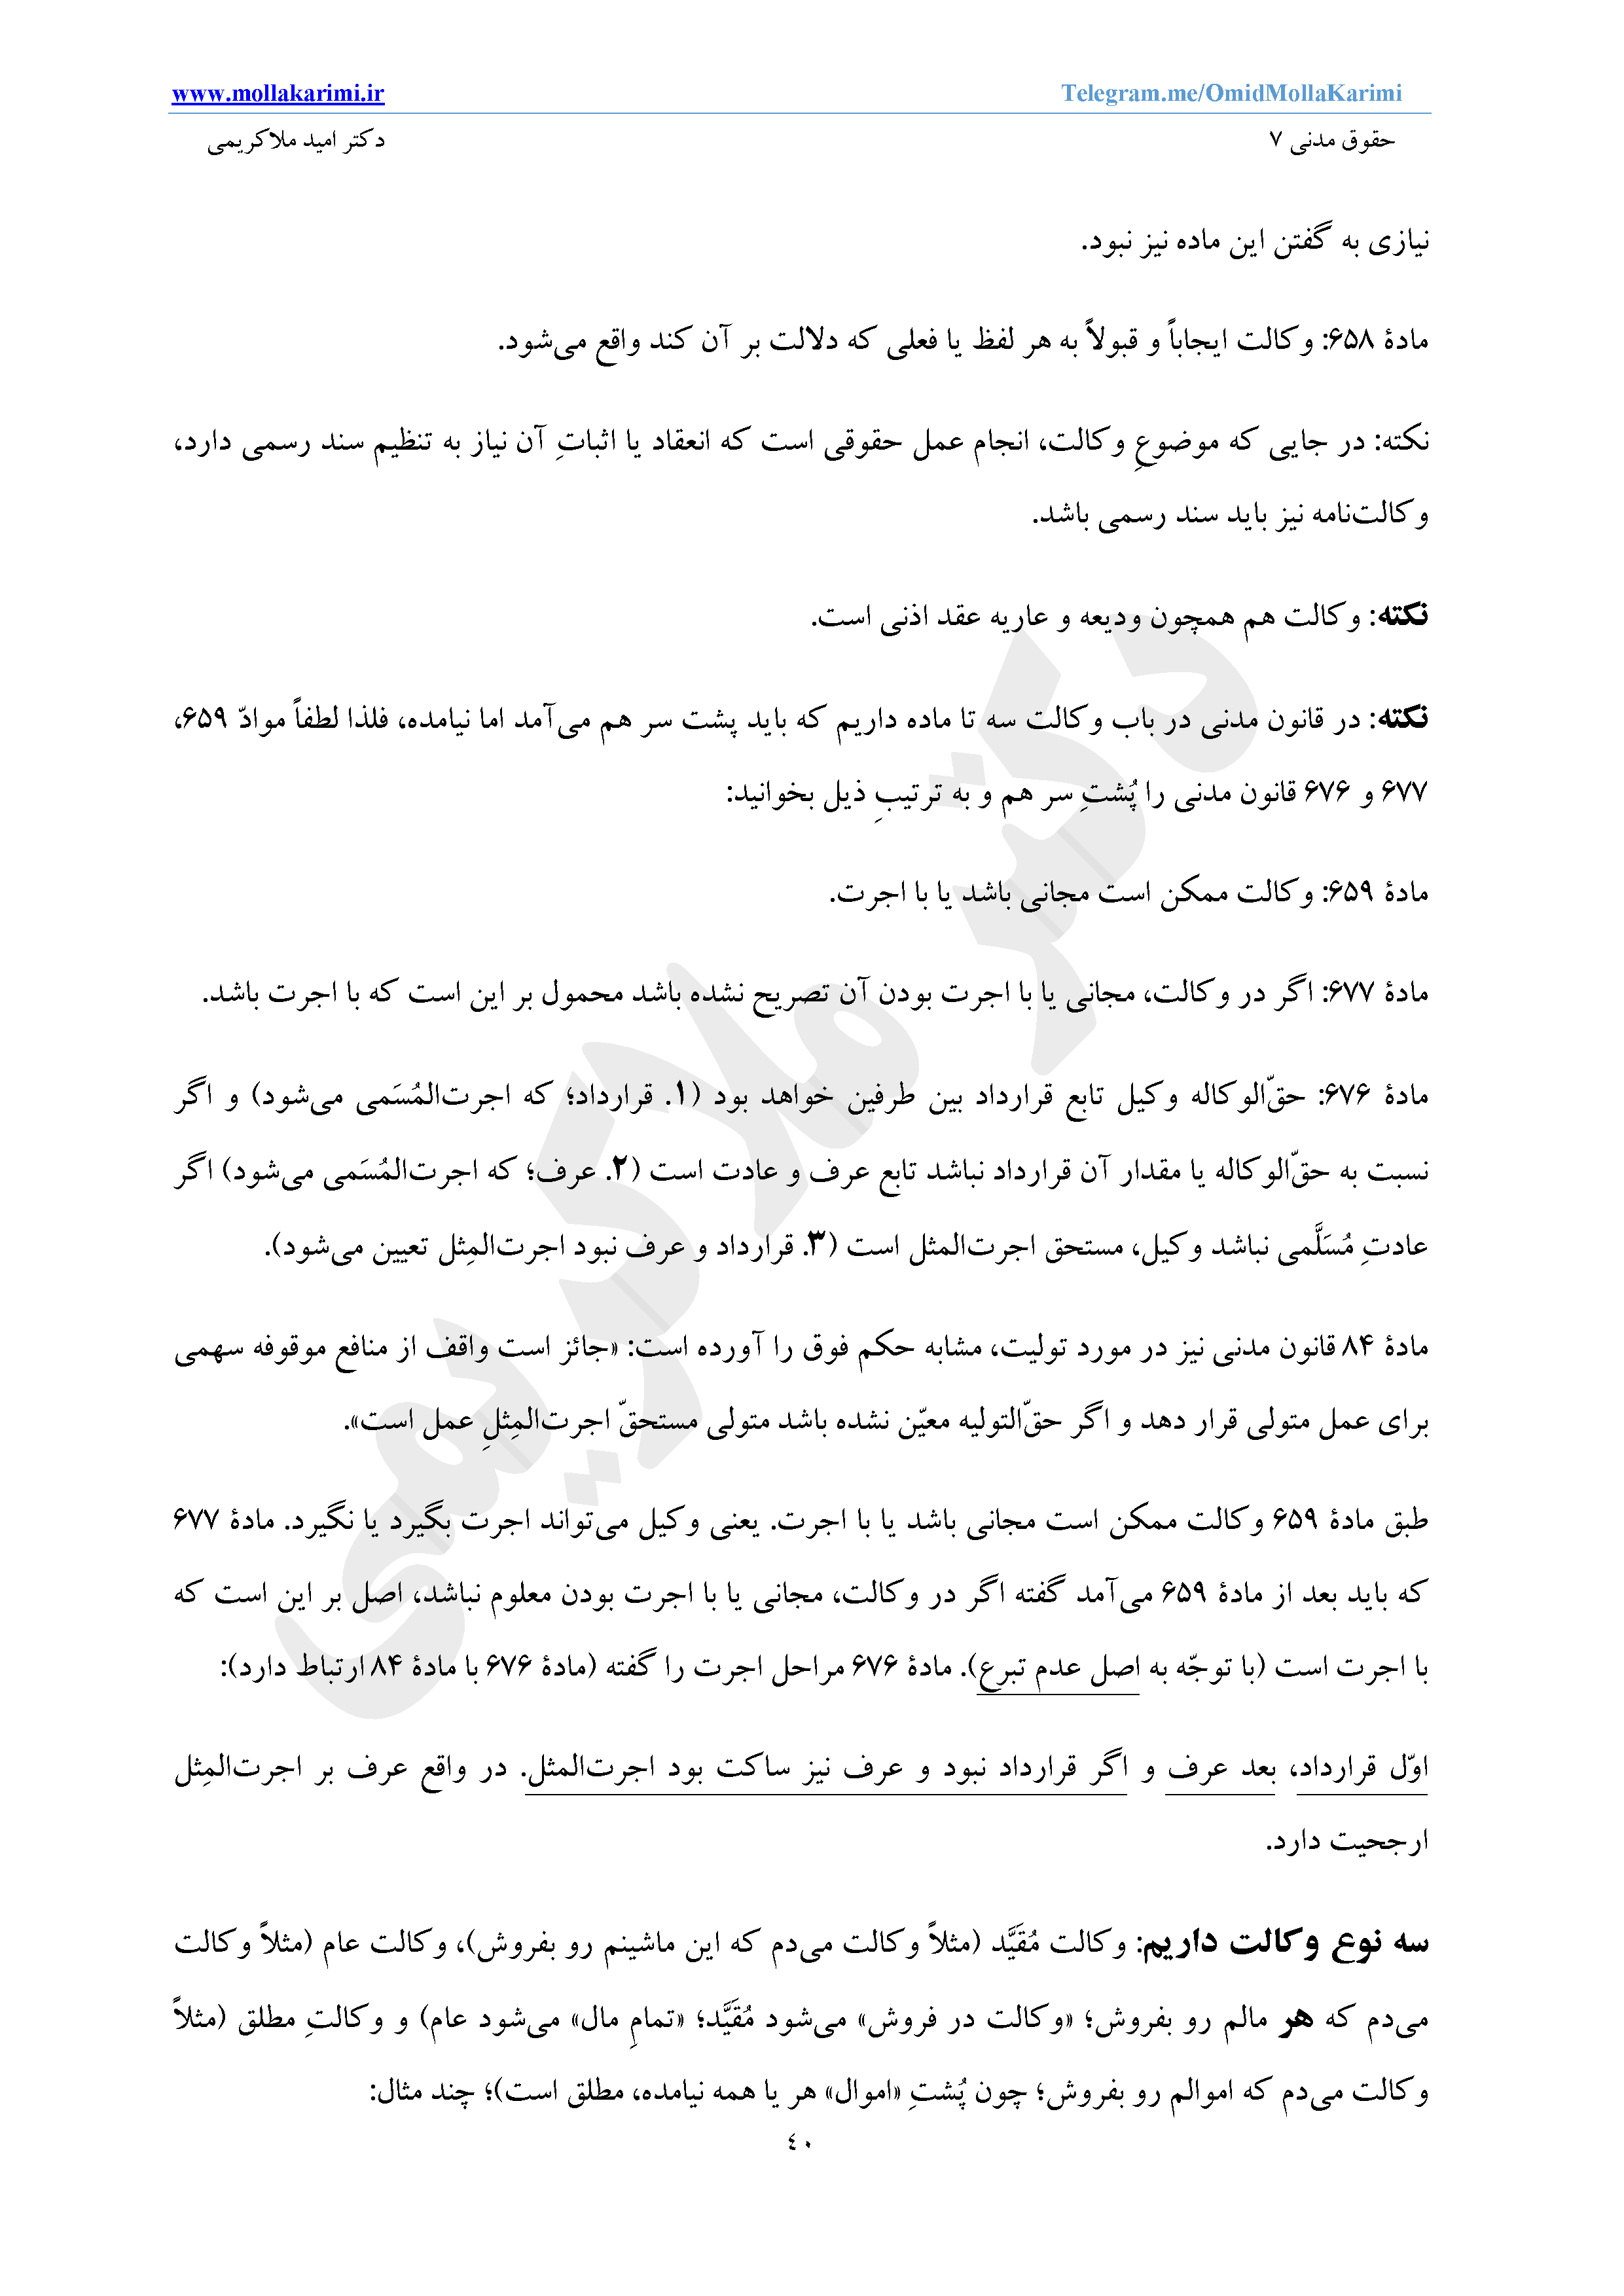 www.mollakarimi.ir Telegram.me/OmidMollaKarimi
حقوق مدنی ۷ دکتر امید ملاکریمی
نیازی به گفتن این ماده نیز نبود.
مادۀ ۶۵۸: وکالت ایجاباً و قبولاً به هر لفظ یا فعلی که دلالت بر آن کند واقع می‌شود.
نکته: در جایی که موضوعِ وکالت، انجام عمل حقوقی است که انعقاد یا اثباتِ آن نیاز به تنظیم سند رسمی دارد،
وکالت‌نامه نیز باید سند رسمی باشد.
نکته: وکالت هم همچون ودیعه و عاریه عقد اذنی است.
نکته: در قانون مدنی در باب وکالت سه تا ماده داریم که باید پشت سر هم می‌آمد اما نیامده، فلذا لطفاً موادّ ۶۵۹،
۶۷۷ و ۶۷۶ قانون مدنی را پُشتِ سر هم و به ترتیبِ ذیل بخوانید:
مادۀ ۶۵۹: وکالت ممکن است مجانی باشد یا با اجرت.
مادۀ ۶۷۷: اگر در وکالت، مجانی یا با اجرت بودن آن تصریح نشده باشد محمول بر این است که با اجرت باشد.
مادۀ ۶۷۶: حقّ‌الوکاله وکیل تابع قرارداد بین طرفین خواهد بود (۱. قرارداد؛ که اجرت‌المُسَمی می‌شود) و اگر
نسبت به حقّ‌الوکاله یا مقدار آن قرارداد نباشد تابع عرف و عادت است (۲. عرف؛ که اجرت‌المُسَمی می‌شود) اگر
عادتِ مُسَلَّمی نباشد وکیل، مستحق اجرت‌المثل است (۳. قرارداد و عرف نبود اجرت‌المِثل تعیین می‌شود).
مادۀ ۸۴ قانون مدنی نیز در مورد تولیت، مشابه حکم فوق را آورده است: «جائز است واقف از منافع موقوفه سهمی
برای عمل متولی قرار دهد و اگر حقّ‌التولیه معیّن نشده باشد متولی مستحقّ اجرت‌المِثلِ عمل است».
طبق مادۀ ۶۵۹ وکالت ممکن است مجانی باشد یا با اجرت. یعنی وکیل می‌تواند اجرت بگیرد یا نگیرد. مادۀ ۶۷۷
که باید بعد از مادۀ ۶۵۹ می‌آمد گفته اگر در وکالت، مجانی یا با اجرت بودن معلوم نباشد، اصل بر این است که
با اجرت است (با توجّه به اصل عدم تبرع). مادۀ ۶۷۶ مراحل اجرت را گفته (مادۀ ۶۷۶ با مادۀ ۸۴ ارتباط دارد):
اوّل قرارداد، بعد عرف و اگر قرارداد نبود و عرف نیز ساکت بود اجرت‌المثل. در واقع عرف بر اجرت‌المِثل
ارجحیت دارد.
سه نوع وکالت داریم: وکالت مُقَیَّد (مثلاً وکالت می‌دم که این ماشینم رو بفروش)، وکالت عام (مثلاً وکالت
می‌دم که هر مالم رو بفروش؛ «وکالت در فروش» می‌شود مُقَیَّد؛ «تمامِ مال» می‌شود عام) و وکالتِ مطلق (مثلاً
وکالت می‌دم که اموالم رو بفروش؛ چون پُشتِ «اموال» هر یا همه نیامده، مطلق است)؛ چند مثال:
٤٠
دکتر ملاکریمی